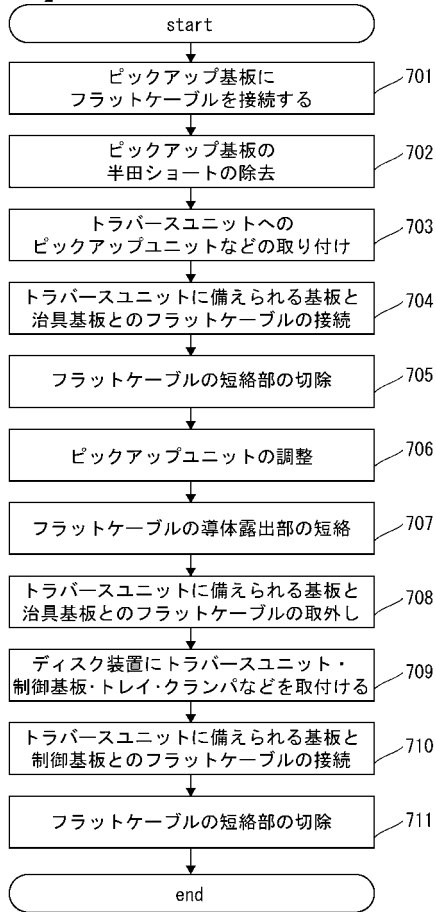 start
ピックアップ基板に
フラットケーブルを接続する
701
ピックアップ基板の
半田ショートの除去
702
トラバースユニットへの
ピックアップユニットなどの取り付け
703
トラバースユニットに備えられる基板と
治具基板とのフラットケーブルの接続
704
フラットケーブルの短絡部の切除
705
ピックアップユニットの調整
706
フラットケーブルの導体露出部の短絡
707
トラバースユニットに備えられる基板と
治具基板とのフラットケーブルの取外し
708
ディスク装置にトラバースユニット・
制御基板・トレイ・クランパなどを取付ける
709
トラバースユニットに備えられる基板と
制御基板とのフラットケーブルの接続
710
フラットケーブルの短絡部の切除
711
end